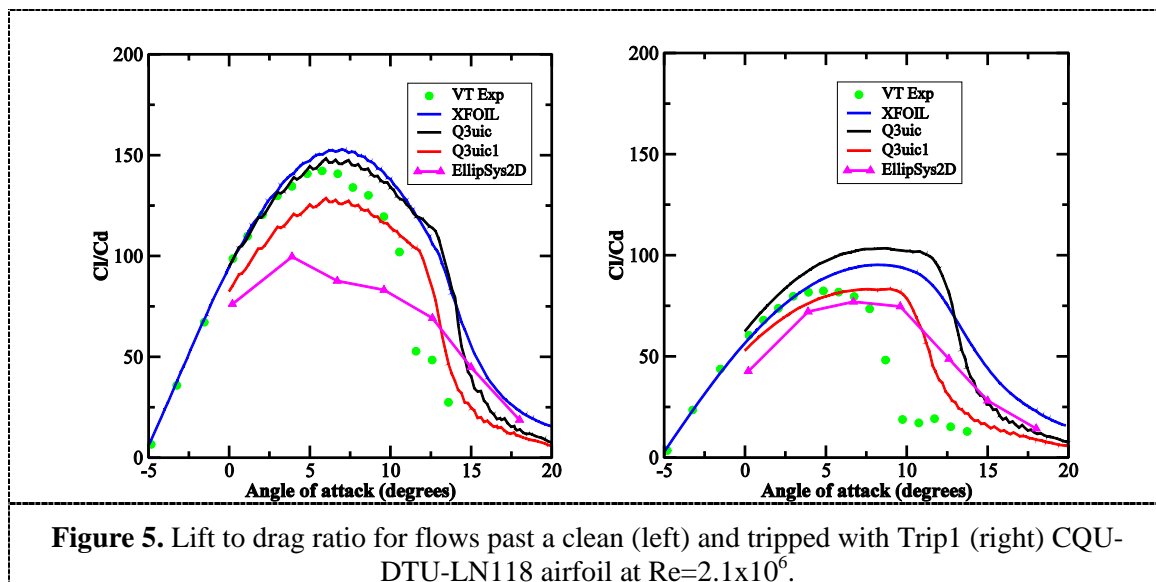 200
150
100
50
0
Cl/Cd
-5
0
5
10
15
20
Angle of attack (degrees)
VT Exp
XFOIL
Q3uic
Q3uic1
EllipSys2D
200
150
100
50
0
Cl/Cd
-5
0
5
10
15
20
Angle of attack (degrees)
VT Exp
XFOIL
Q3uic
Q3uic1
EllipSys2D
Figure 5. Lift to drag ratio for flows past a clean (left) and tripped with Trip1 (right) CQU-
DTU-LN118 airfoil at Re=2.1x10⁶.